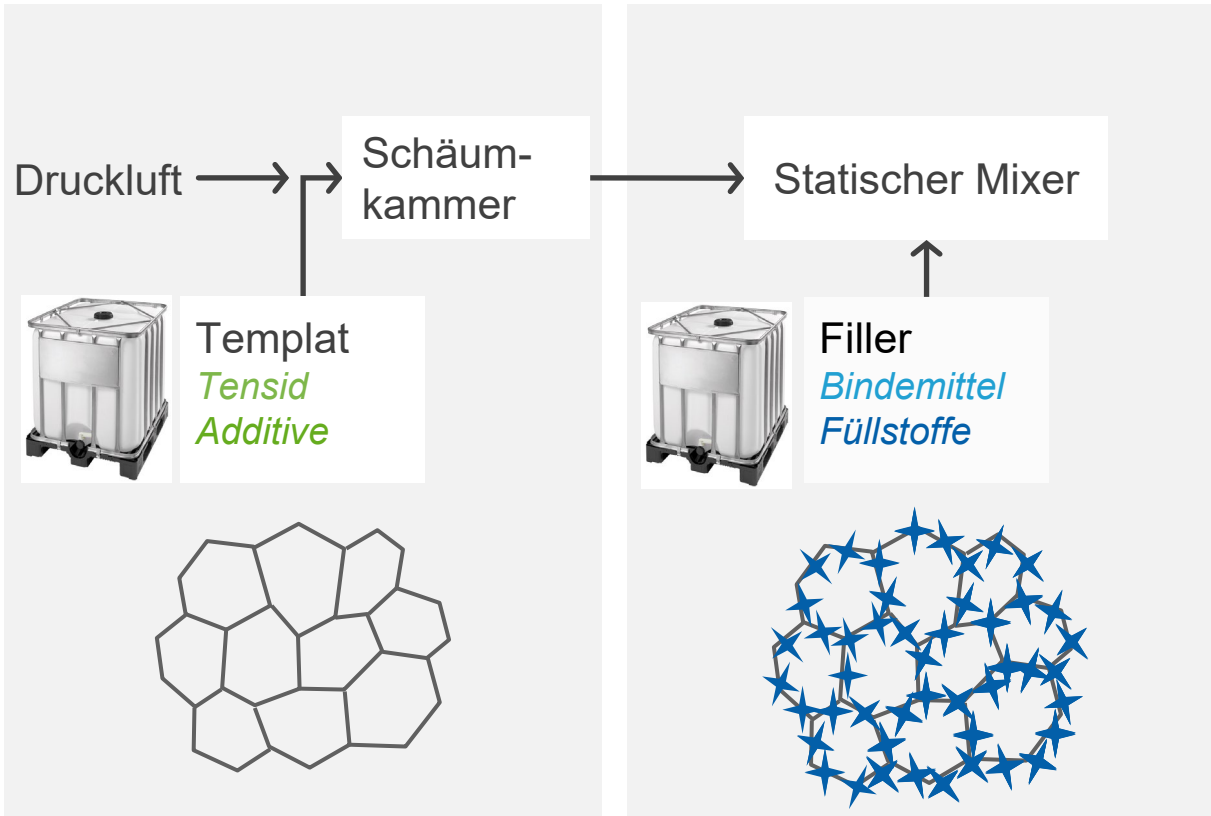 Druckluft
Schäum-
kammer
Templat
Tensid
Additive
Statischer Mixer
Filler
Bindemittel
Füllstoffe